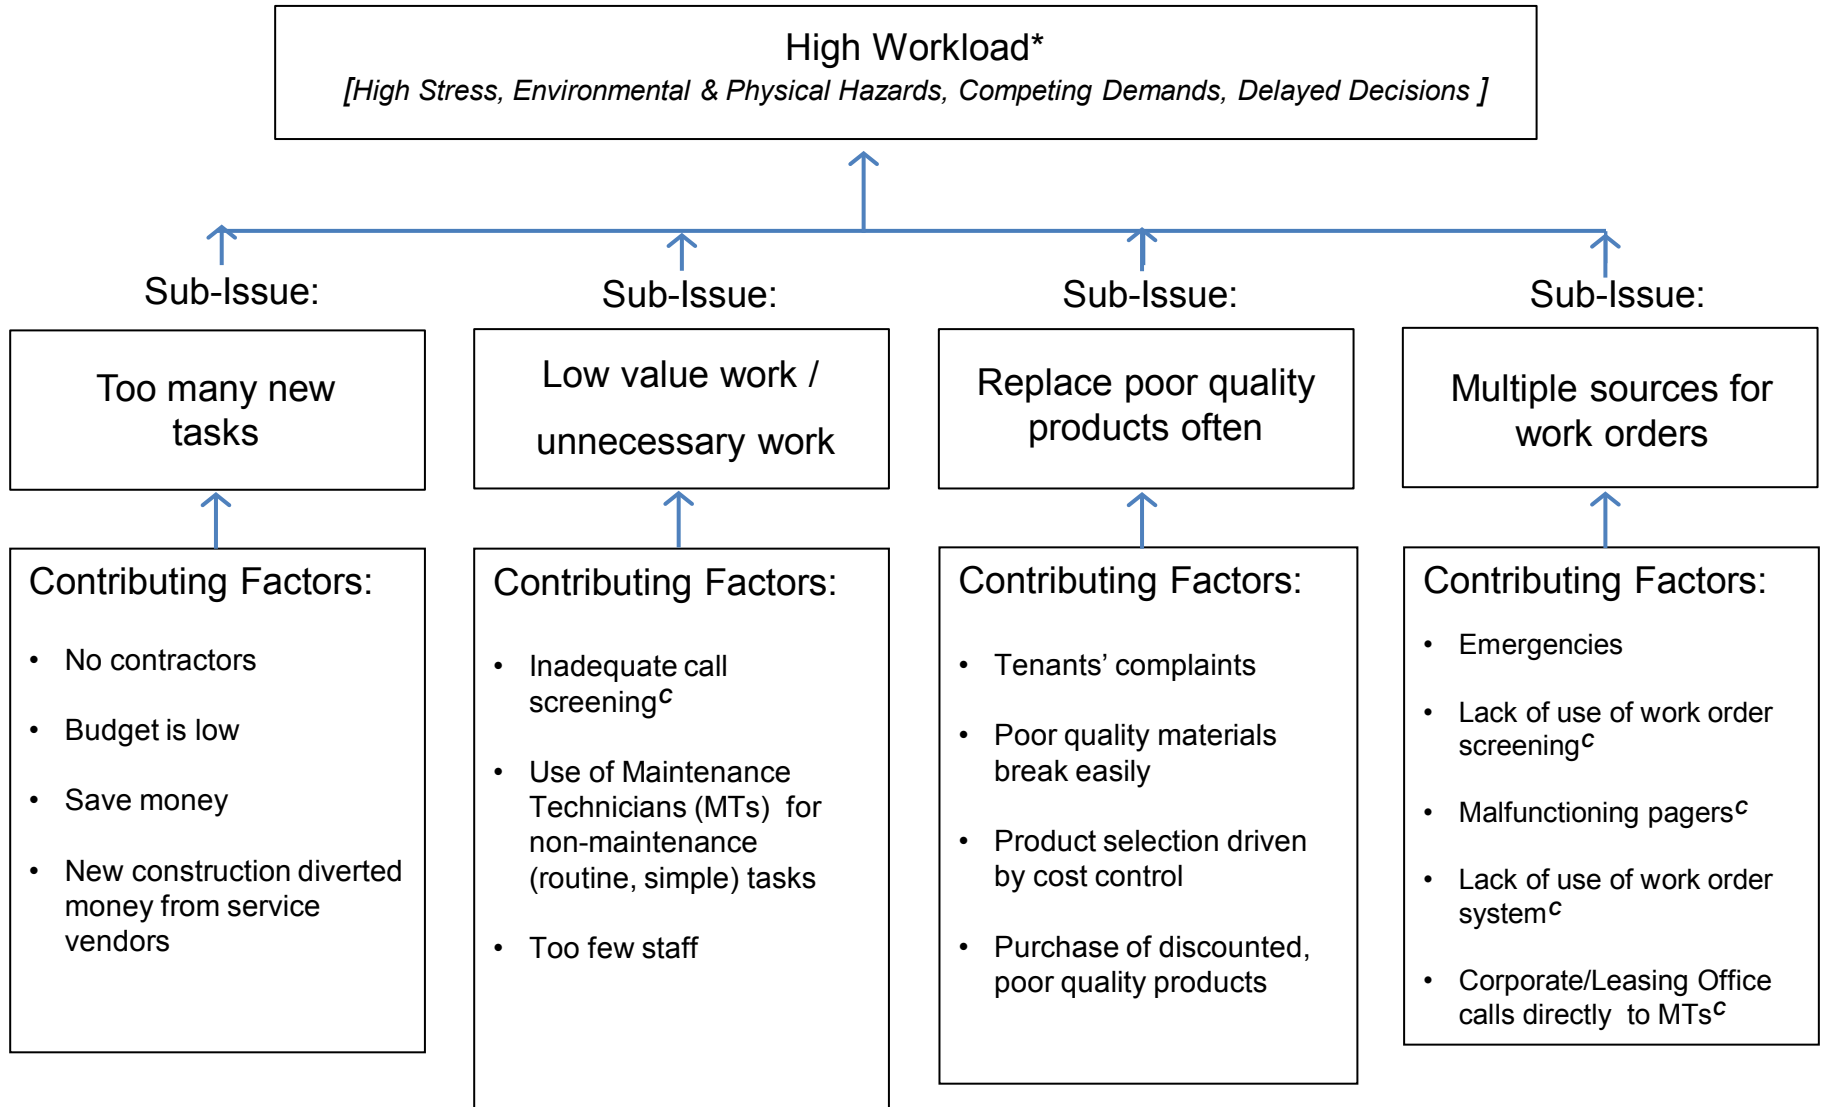 High Workload*
[High Stress, Environmental & Physical Hazards, Competing Demands, Delayed Decisions ]
Sub-Issue:
Too many new
tasks
Contributing Factors:
• No contractors
• Budget is low
• Save money
• New construction diverted
money from service
vendors
Sub-Issue:
Low value work /
unnecessary work
Contributing Factors:
• Inadequate call
screeningᶜ
• Use of Maintenance
Technicians (MTs) for
non-maintenance
(routine, simple) tasks
• Too few staff
Sub-Issue:
Replace poor quality
products often
Contributing Factors:
• Tenants’ complaints
• Poor quality materials
break easily
• Product selection driven
by cost control
• Purchase of discounted,
poor quality products
Sub-Issue:
Multiple sources for
work orders
Contributing Factors:
• Emergencies
• Lack of use of work order
screeningᶜ
• Malfunctioning pagersᶜ
• Lack of use of work order
systemᶜ
• Corporate/Leasing Office
calls directly to MTsᶜ